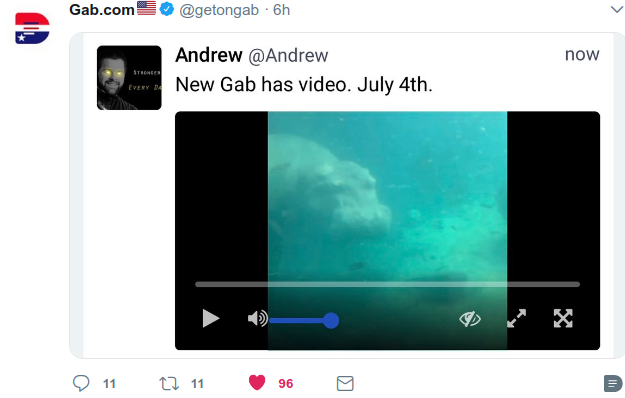 Gab.com @getongab · 6h
Andrew @Andrew now
STRONGER
EVERY DA
New Gab has video. July 4th.
11 11 96